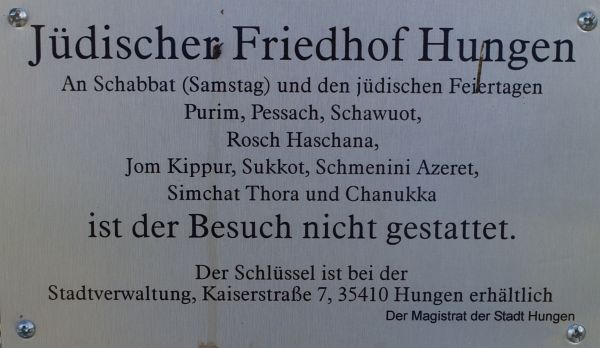 Jüdischer Friedhof Hungen
An Schabbat (Samstag) und den jüdischen Feiertagen
Purim, Pessach, Schawuot,
Rosch Haschana,
Jom Kippur, Sukkot, Schmenini Azeret,
Simchat Thora und Chanukka
ist der Besuch nicht gestattet.
Der Schlüssel ist bei der
Stadtverwaltung, Kaiserstraße 7, 35410 Hungen erhältlich
Der Magistrat der Stadt Hungen